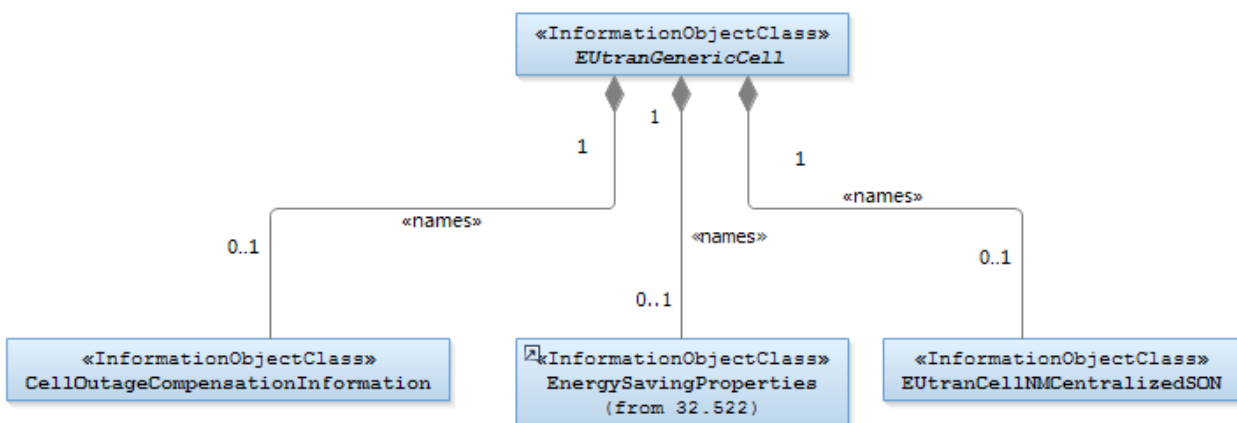 «InformationObjectClass»
EUtranGenericCell
1
1
1
«names»
«names»
«names»
0..1
0..1
0..1
«InformationObjectClass»
CellOutageCompensationInformation
«InformationObjectClass»
EnergySavingProperties
(from 32.522)
«InformationObjectClass»
EUtranCellNMCentralizedSON